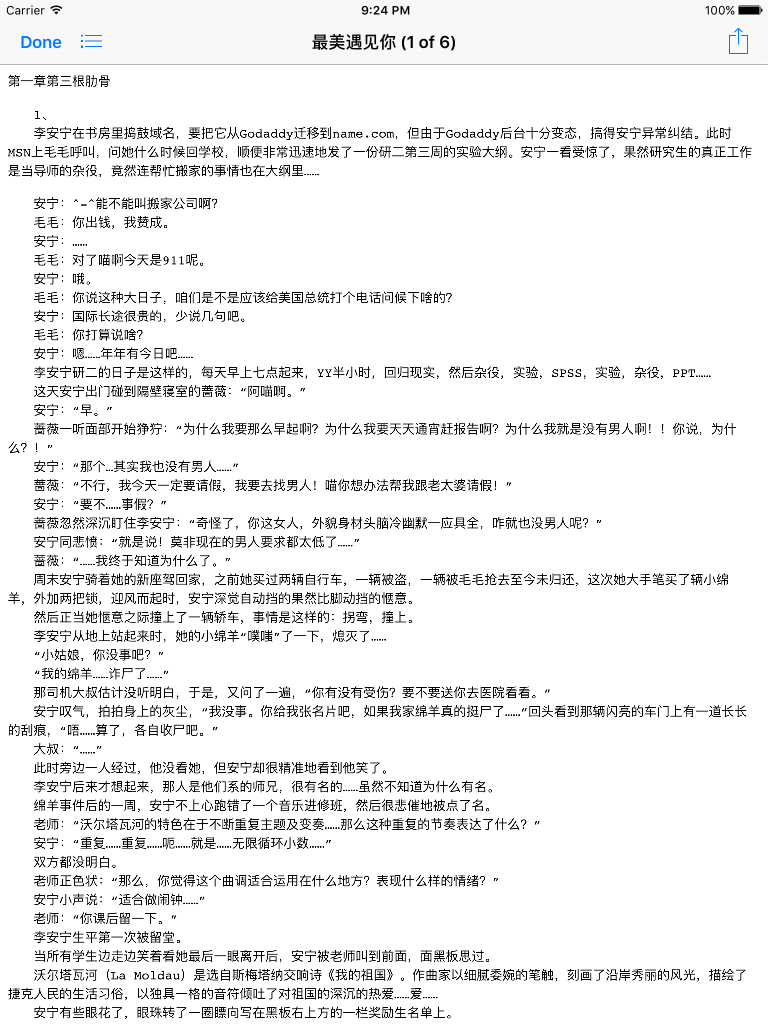 Carrier 9:24 PM 100%
Done 最美遇见你 (1 of 6)
第一章第三根肋骨
1、
李安宁在书房里捣鼓域名，要把它从Godaddy迁移到name.com，但由于Godaddy后台十分变态，搞得安宁异常纠结。此时
MSN上毛毛呼叫，问她什么时候回学校，顺便非常迅速地发了一份研二第三周的实验大纲。安宁一看受惊了，果然研究生的真正工作
是当导师的杂役，竟然连帮忙搬家的事情也在大纲里……
安宁：^-^能不能叫搬家公司啊？
毛毛：你出钱，我赞成。
安宁：……
毛毛：对了喵啊今天是911呢。
安宁：哦。
毛毛：你说这种大日子，咱们是不是应该给美国总统打个电话问候下啥的？
安宁：国际长途很贵的，少说几句吧。
毛毛：你打算说啥？
安宁：嗯……年年有今日吧……
李安宁研二的日子是这样的，每天早上七点起来，YY半小时，回归现实，然后杂役，实验，SPSS，实验，杂役，PPT……
这天安宁出门碰到隔壁寝室的蔷薇：“阿喵啊。”
安宁：“早。”
蔷薇一听面部开始狰狞：“为什么我要那么早起啊？为什么我要天天通宵赶报告啊？为什么我就是没有男人啊！！你说，为什
么？！”
安宁：“那个…其实我也没有男人……”
蔷薇：“不行，我今天一定要请假，我要去找男人！喵你想办法帮我跟老太婆请假！”
安宁：“要不……事假？”
蔷薇忽然深沉盯住李安宁：“奇怪了，你这女人，外貌身材头脑冷幽默一应具全，咋就也没男人呢？”
安宁同悲愤：“就是说！莫非现在的男人要求都太低了……”
蔷薇：“……我终于知道为什么了。”
周末安宁骑着她的新座驾回家，之前她买过两辆自行车，一辆被盗，一辆被毛毛抢去至今未归还，这次她大手笔买了辆小绵
羊，外加两把锁，迎风而起时，安宁深觉自动挡的果然比脚动挡的惬意。
然后正当她惬意之际撞上了一辆轿车，事情是这样的：拐弯，撞上。
李安宁从地上站起来时，她的小绵羊“噗嗤”了一下，熄灭了……
“小姑娘，你没事吧？”
“我的绵羊……诈尸了……”
那司机大叔估计没听明白，于是，又问了一遍，“你有没有受伤？要不要送你去医院看看。”
安宁叹气，拍拍身上的灰尘，“我没事。你给我张名片吧，如果我家绵羊真的挺尸了……”回头看到那辆闪亮的车门上有一道长长
的刮痕，“唔……算了，各自收尸吧。”
大叔：“……”
此时旁边一人经过，他没看她，但安宁却很精准地看到他笑了。
李安宁后来才想起来，那人是他们系的师兄，很有名的……虽然不知道为什么有名。
绵羊事件后的一周，安宁不上心跑错了一个音乐进修班，然后很悲催地被点了名。
老师：“沃尔塔瓦河的特色在于不断重复主题及变奏……那么这种重复的节奏表达了什么？”
安宁：“重复……重复……呃……就是……无限循环小数……”
双方都没明白。
老师正色状：“那么，你觉得这个曲调适合运用在什么地方？表现什么样的情绪？”
安宁小声说：“适合做闹钟……”
老师：“你课后留一下。”
李安宁生平第一次被留堂。
当所有学生边走边笑着看她最后一眼离开后，安宁被老师叫到前面，面黑板思过。
沃尔塔瓦河（La Moldau）是选自斯梅塔纳交响诗《我的祖国》。作曲家以细腻委婉的笔触，刻画了沿岸秀丽的风光，描绘了
捷克人民的生活习俗，以独具一格的音符倾吐了对祖国的深沉的热爱……爱……
安宁有些眼花了，眼珠转了一圈瞟向写在黑板右上方的一栏奖励生名单上。